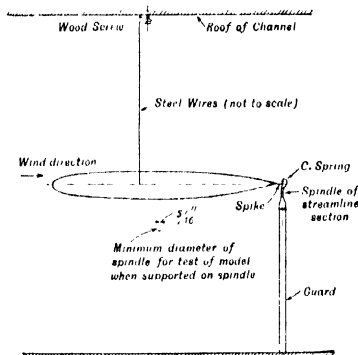 Wood Screw
Roof of Channel
Steel Wires (not to scale)
Wind direction
C. Spring
Spindle of
streamline
section
Spike
5/16"
Minimum diameter of
spindle for test of model
when supported on spindle
Guard